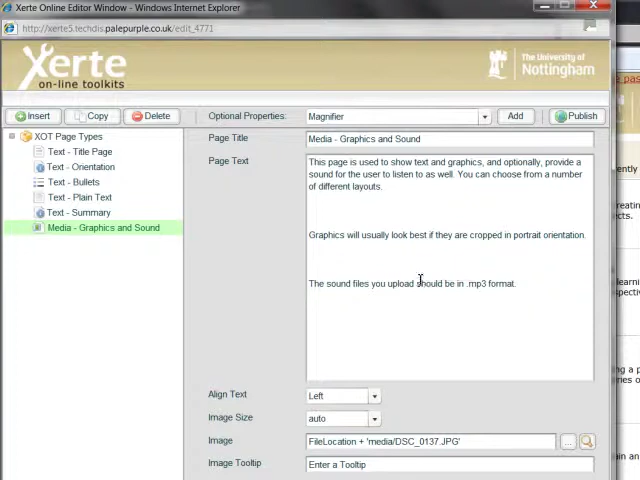 Xerte Online Editor Window - Windows Internet Explorer
http://xerte5.techdis.palepurple.co.uk/edit_4771
Xerte
on-line toolkits
The University of
Nottingham
Insert Copy Delete Optional Properties: Magnifier Add Publish
XOT Page Types
Text - Title Page
Text - Orientation
Text - Bullets
Text - Plain Text
Text - Summary
Media - Graphics and Sound
Page Title Media - Graphics and Sound
Page Text
This page is used to show text and graphics, and optionally, provide a
sound for the user to listen to as well. You can choose from a number
of different layouts.
Graphics will usually look best if they are cropped in portrait orientation.
The sound files you upload should be in .mp3 format.
Align Text Left
Image Size auto
Image FileLocation + 'media/DSC_0137.JPG' ...
Image Tooltip Enter a Tooltip